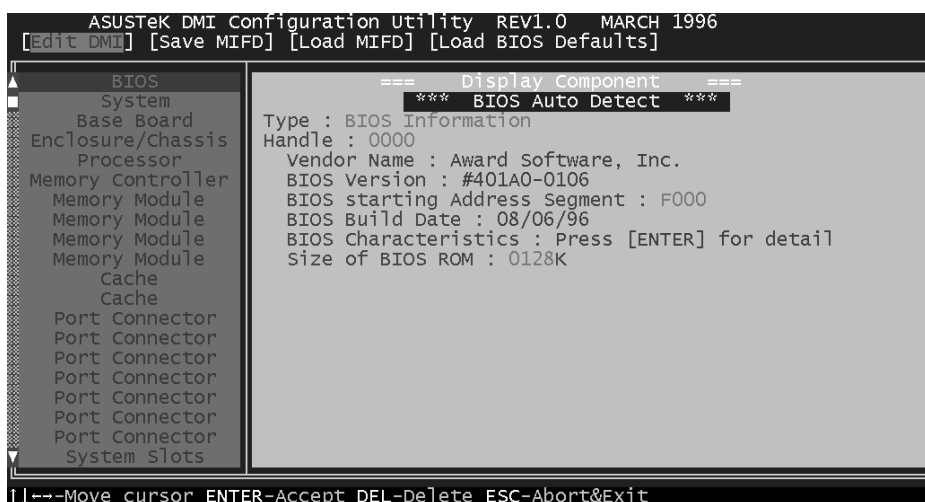 ASUSTeK DMI Configuration Utility REV1.0 MARCH 1996
[Edit DMI] [Save MIFD] [Load MIFD] [Load BIOS Defaults]
BIOS
System
Base Board
Enclosure/Chassis
Processor
Memory Controller
Memory Module
Memory Module
Memory Module
Memory Module
Cache
Cache
Port Connector
Port Connector
Port Connector
Port Connector
Port Connector
Port Connector
Port Connector
System Slots
=== Display Component ===
*** BIOS Auto Detect ***
Type : BIOS Information
Handle : 0000
Vendor Name : Award Software, Inc.
BIOS Version : #401A0-0106
BIOS starting Address Segment : F000
BIOS Build Date : 08/06/96
BIOS Characteristics : Press [ENTER] for detail
Size of BIOS ROM : 0128K
↑|←→-Move cursor ENTER-Accept DEL-Delete ESC-Abort&Exit